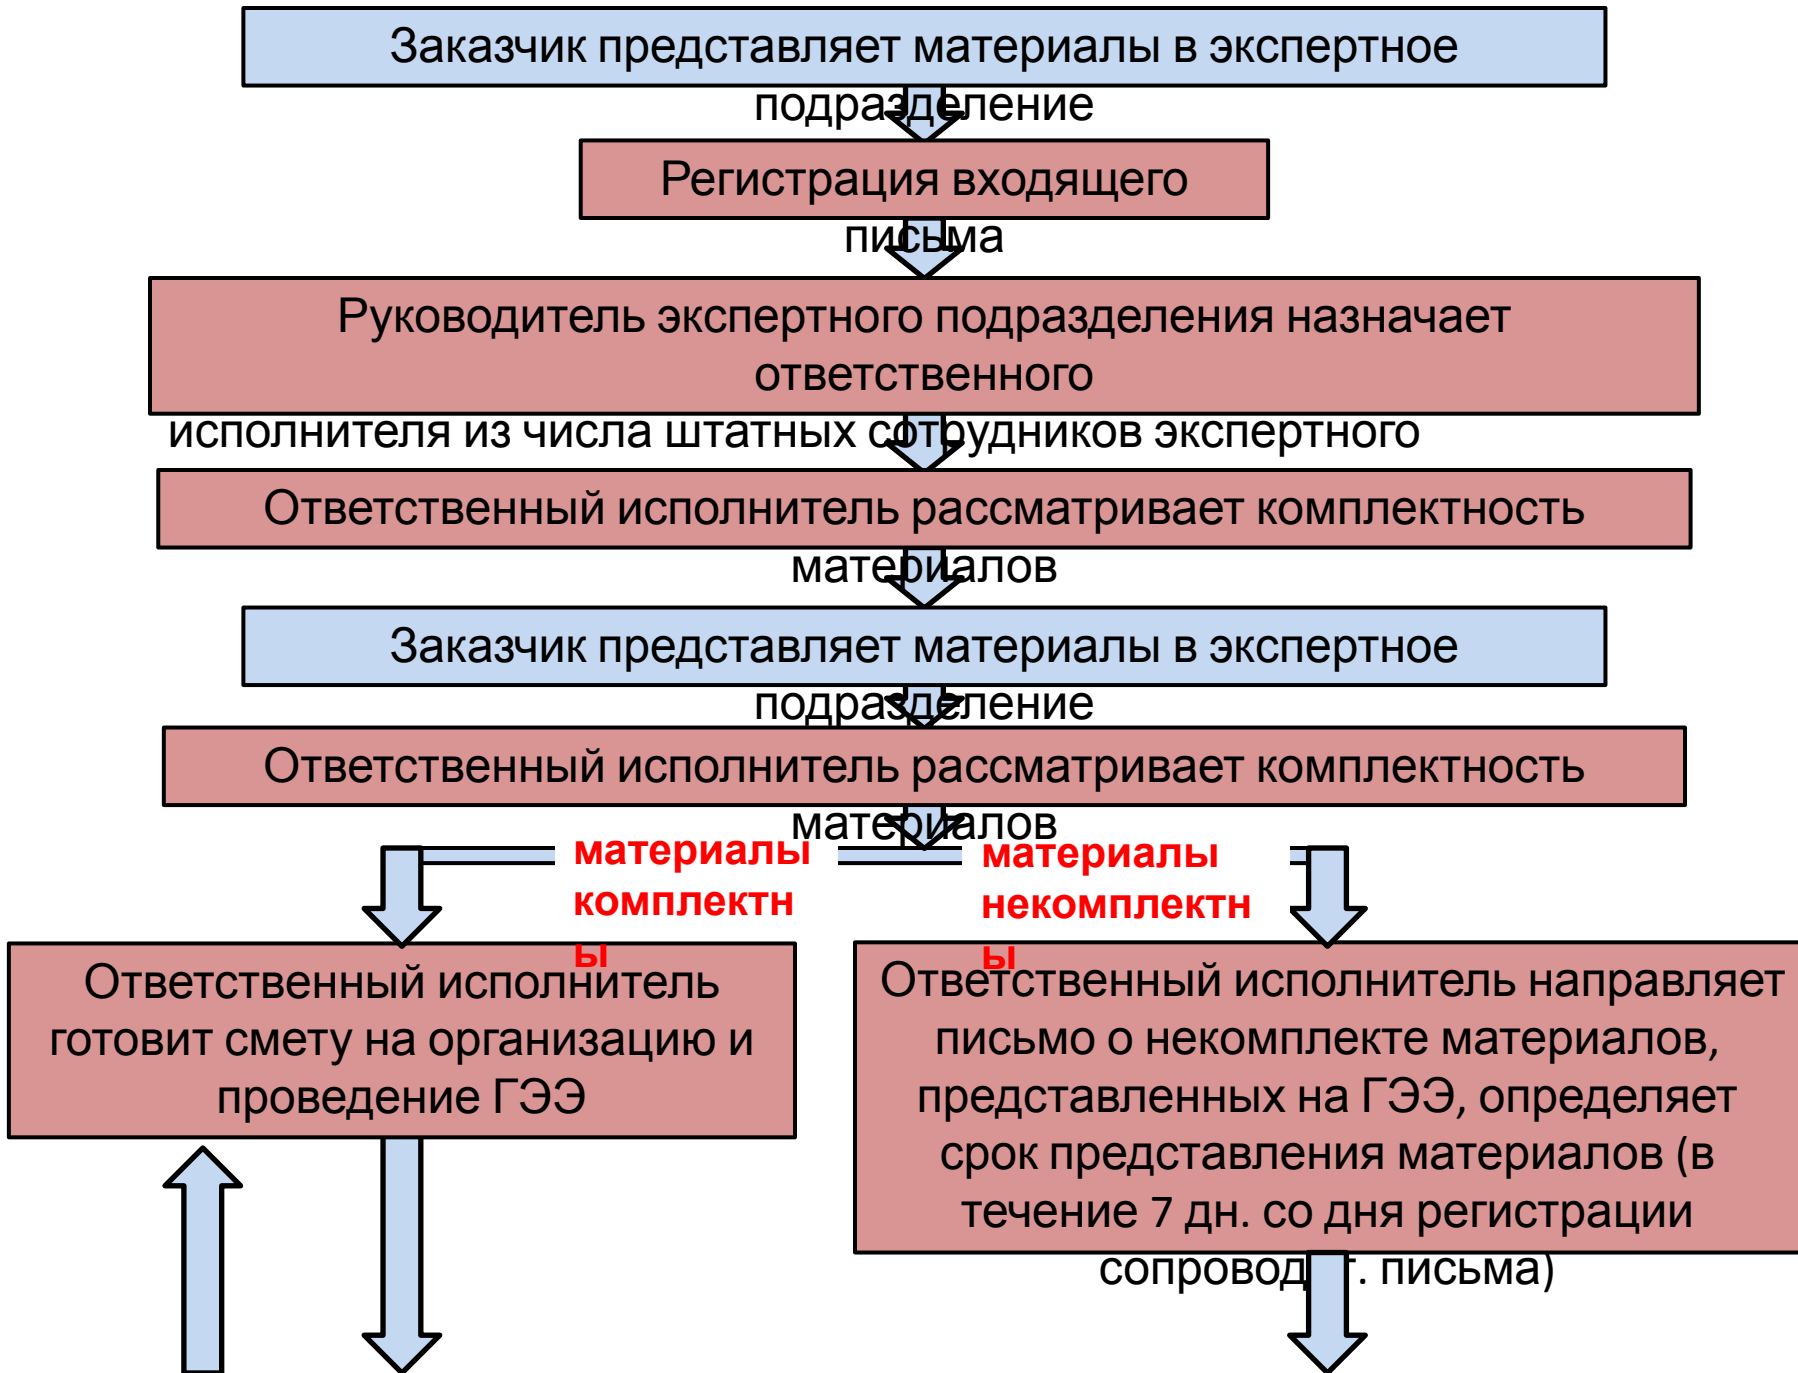 Заказчик представляет материалы в экспертное
подразделение
Регистрация входящего
письма
Руководитель экспертного подразделения назначает
ответственного
исполнителя из числа штатных сотрудников экспертного
Ответственный исполнитель рассматривает комплектность
материалов
Заказчик представляет материалы в экспертное
подразделение
Ответственный исполнитель рассматривает комплектность
материалов
материалы
комплектн
ы
материалы
некомплектн
ы
Ответственный исполнитель
готовит смету на организацию и
проведение ГЭЭ
Ответственный исполнитель направляет
письмо о некомплекте материалов,
представленных на ГЭЭ, определяет
срок представления материалов (в
течение 7 дн. со дня регистрации
письма)